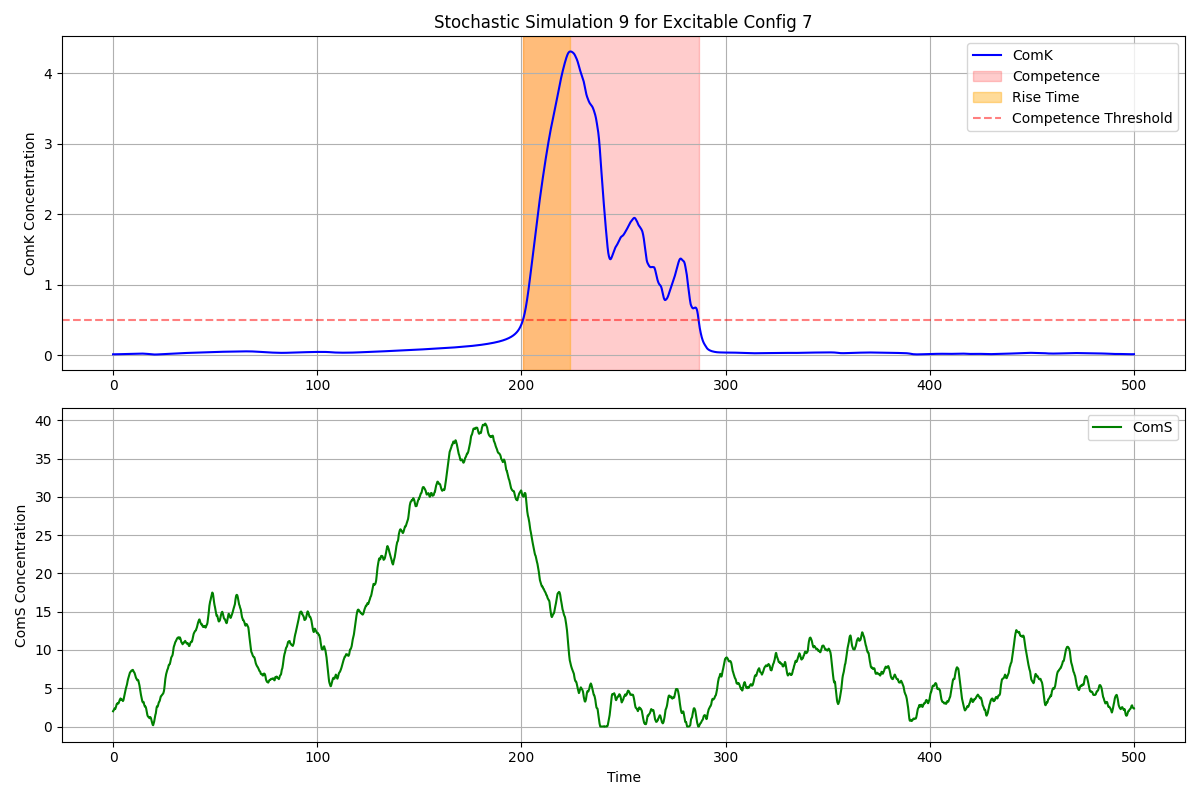 Stochastic Simulation 9 for Excitable Config 7
ComK Concentration
4
3
2
1
0
0 100 200 300 400 500
ComK
Competence
Rise Time
Competence Threshold
ComS Concentration
40
35
30
25
20
15
10
5
0
0 100 200 300 400 500
ComS
Time